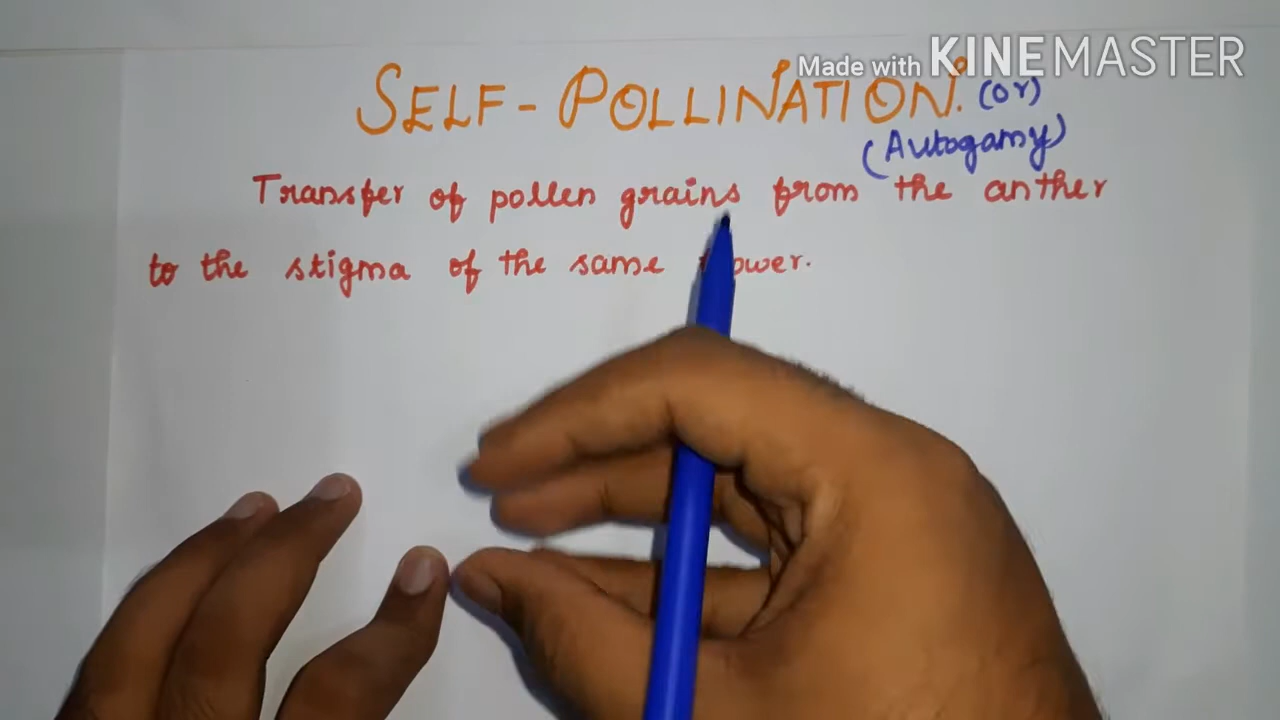 Made with KINEMASTER
SELF-POLLINATION. (or)
(Autogamy)
Transfer of pollen grains from the anther
to the stigma of the same